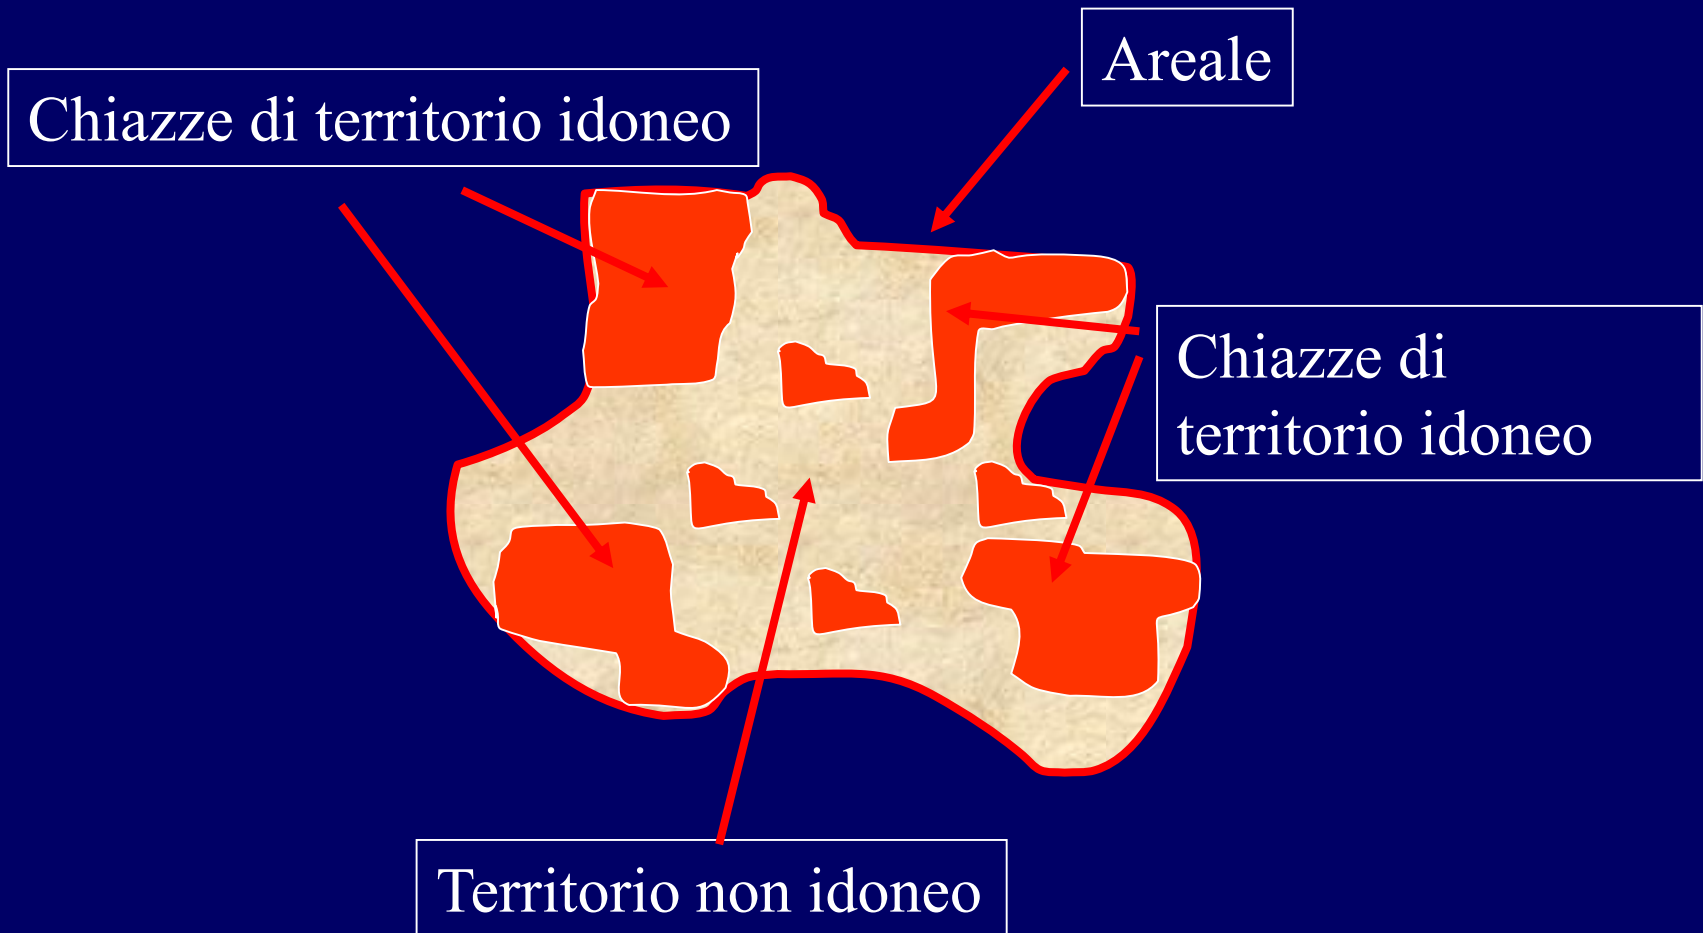 Areale
Chiazze di territorio idoneo
Chiazze di
territorio idoneo
Territorio non idoneo